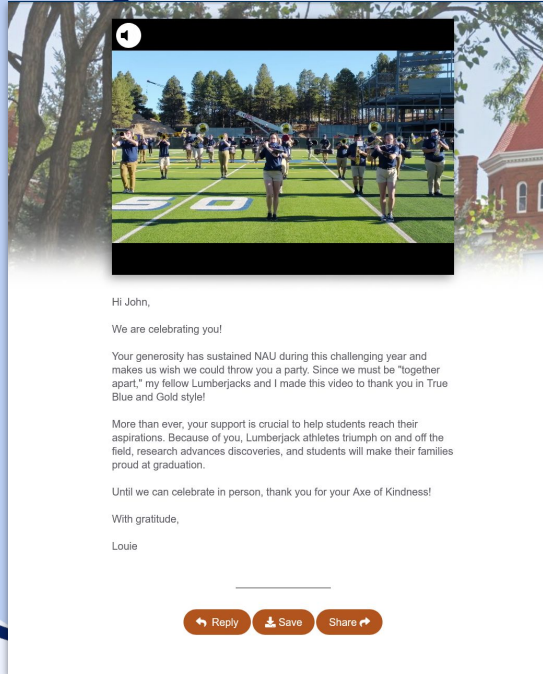 50
Hi John,
We are celebrating you!
Your generosity has sustained NAU during this challenging year and
makes us wish we could throw you a party. Since we must be "together
apart," my fellow Lumberjacks and I made this video to thank you in True
Blue and Gold style!
More than ever, your support is crucial to help students reach their
aspirations. Because of you, Lumberjack athletes triumph on and off the
field, research advances discoveries, and students will make their families
proud at graduation.
Until we can celebrate in person, thank you for your Axe of Kindness!
With gratitude,
Louie
Reply Save Share